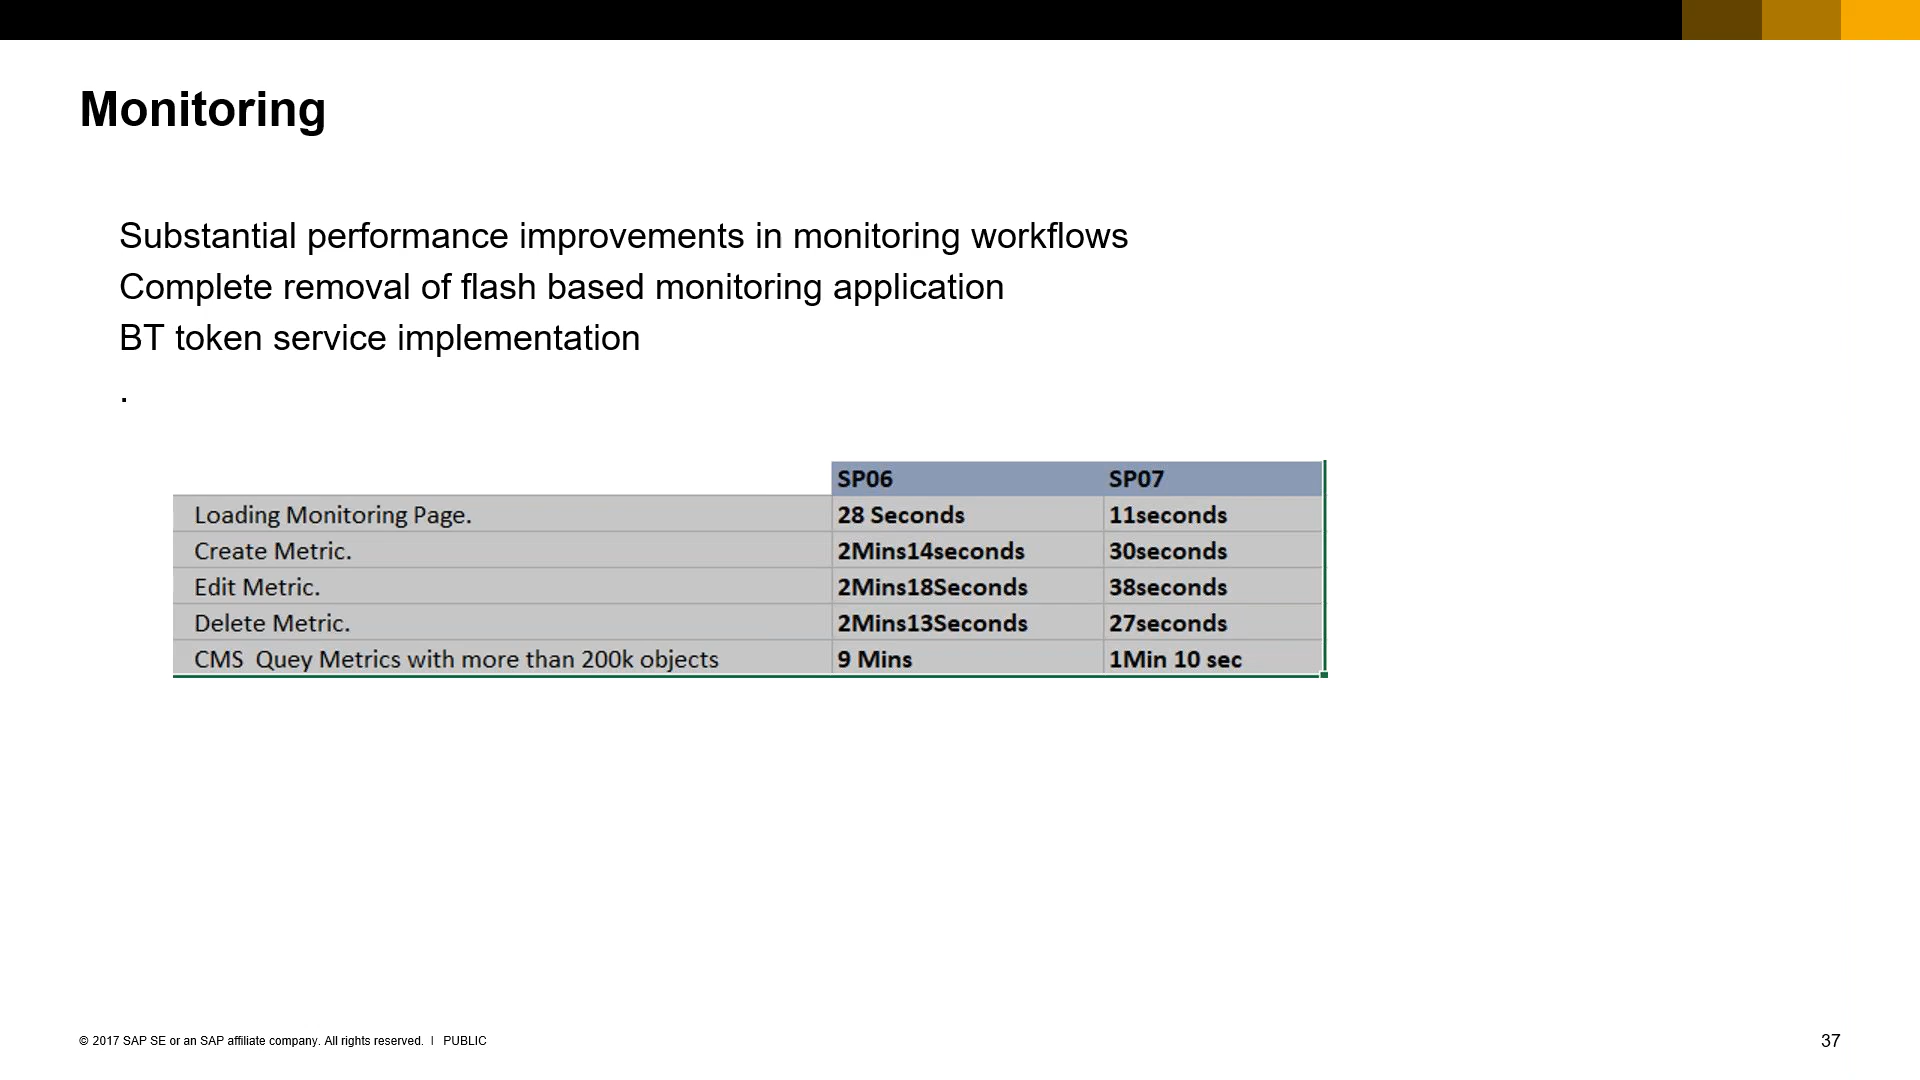 Monitoring
Substantial performance improvements in monitoring workflows
Complete removal of flash based monitoring application
BT token service implementation
.
SP06 SP07
Loading Monitoring Page. 28 Seconds 11seconds
Create Metric. 2Mins14seconds 30seconds
Edit Metric. 2Mins18Seconds 38seconds
Delete Metric. 2Mins13Seconds 27seconds
CMS  Quey Metrics with more than 200k objects 9 Mins 1Min 10 sec
© 2017 SAP SE or an SAP affiliate company. All rights reserved. | PUBLIC 37